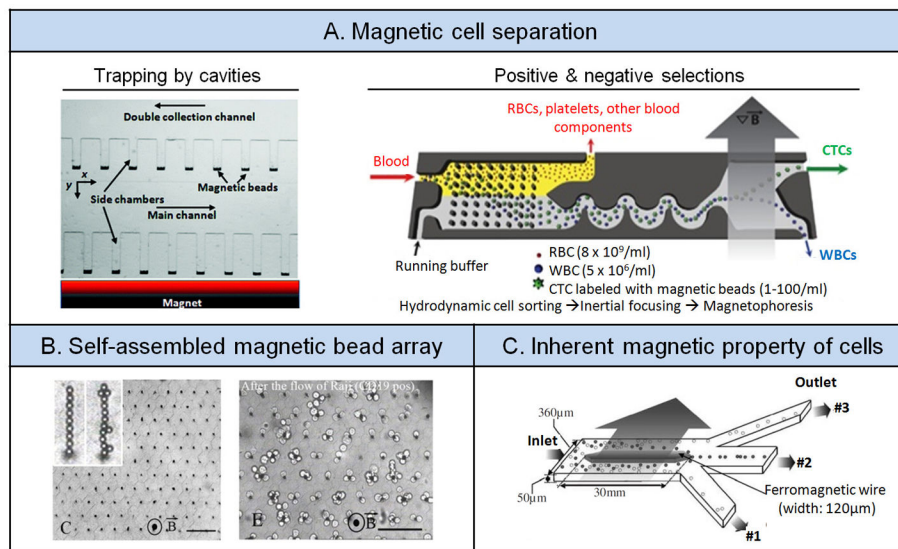 A. Magnetic cell separation
Trapping by cavities
Double collection channel
x
y
Magnetic beads
Side chambers
Main channel
Magnet
Positive & negative selections
RBCs, platelets, other blood
components
▽B
Blood
CTCs
WBCs
Running buffer
RBC (8 x 10⁹/ml)
WBC (5 x 10⁶/ml)
CTC labeled with magnetic beads (1-100/ml)
Hydrodynamic cell sorting →Inertial focusing → Magnetophoresis
B. Self-assembled magnetic bead array
C
B
After the flow of Raji (CD19 pos)
E
B
C. Inherent magnetic property of cells
Outlet
#3
360µm
Inlet
#2
50µm
30mm
Ferromagnetic wire
(width: 120µm)
#1